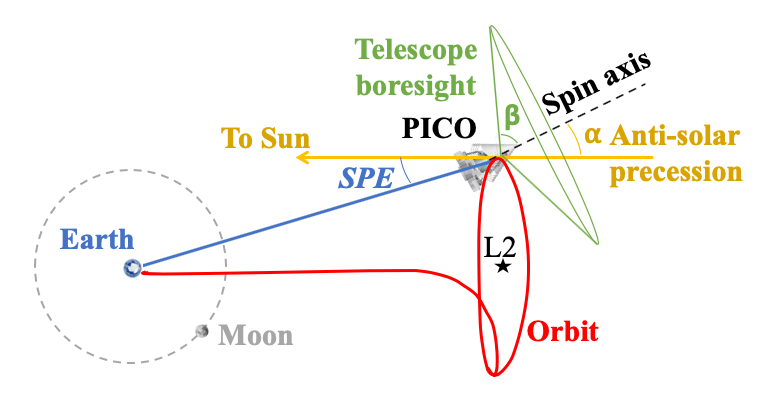 Telescope
boresight
Spin axis
PICO
β
To Sun
α Anti-solar
precession
SPE
Earth
L2
Moon
Orbit